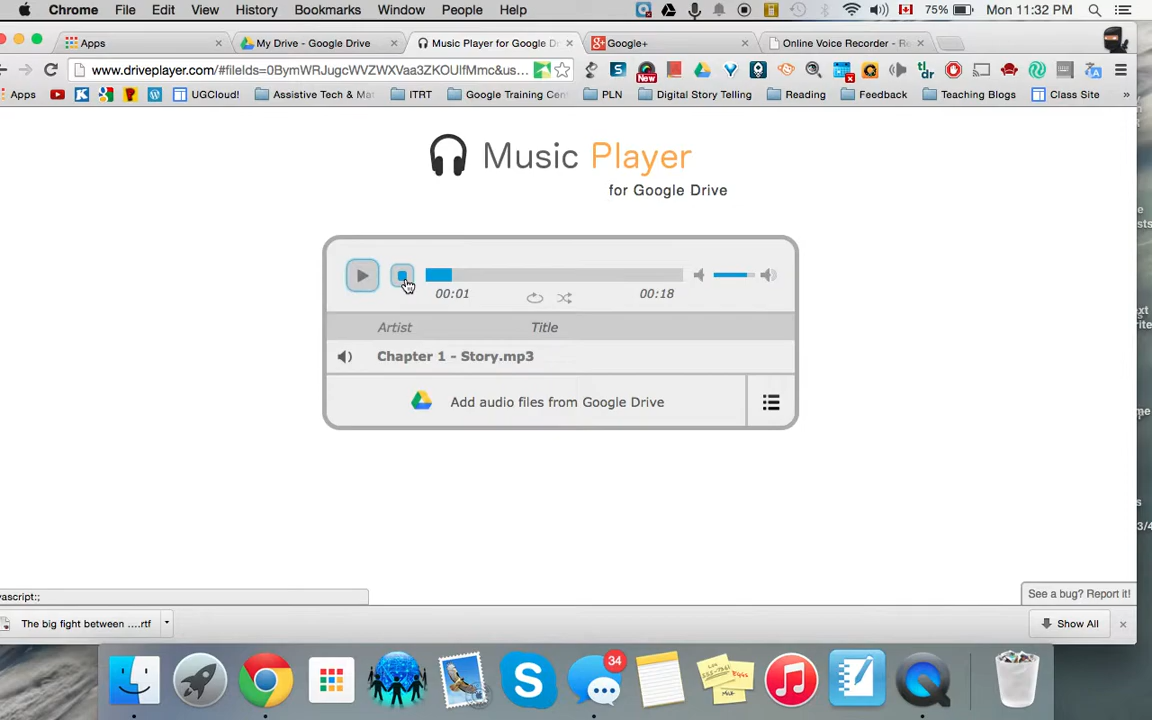 Chrome File Edit View History Bookmarks Window People Help 75% Mon 11:32 PM
Apps My Drive - Google Drive Music Player for Google D Google+ Online Voice Recorder - Re
www.driveplayer.com/#fileIds=0BymWRJugcWVZWXVaa3ZKOUlfMmc&us... New
Apps UGCloud! Assistive Tech & Mat ITRT Google Training Cen PLN Digital Story Telling Reading Feedback Teaching Blogs Class Site »
Music Player
for Google Drive
00:01 00:18
Artist Title
Chapter 1 - Story.mp3
Add audio files from Google Drive
See a bug? Report it!
vascript:;
The big fight between ....rtf Show All
34